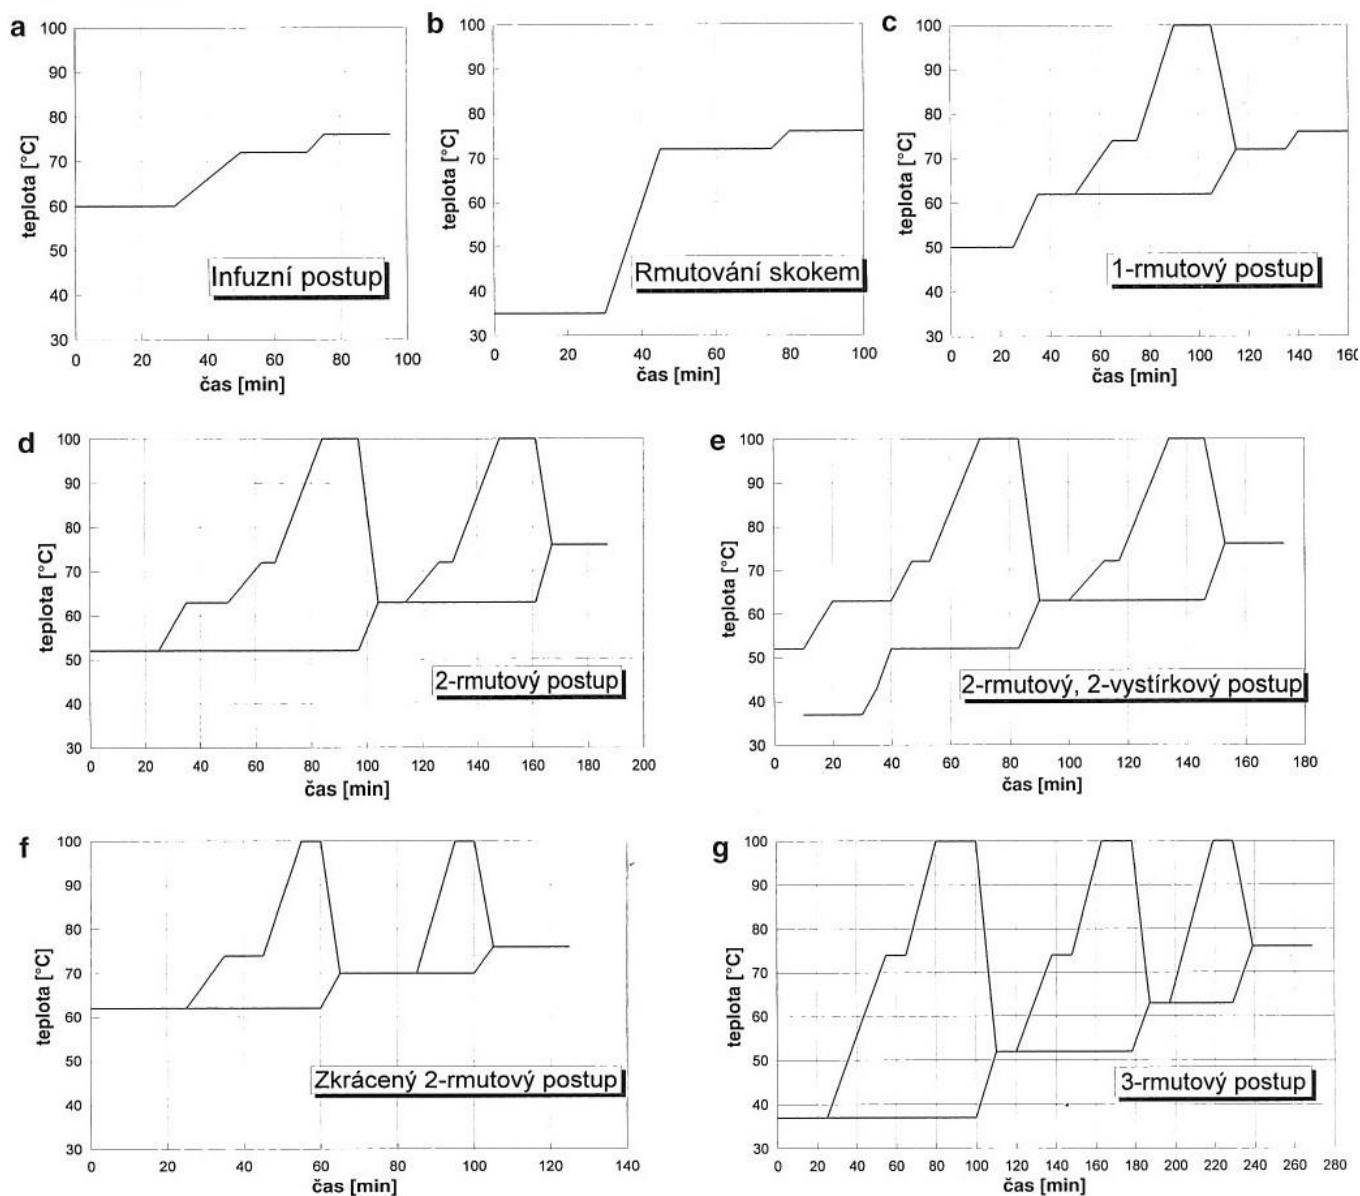 a
100
90
80
70
60
50
40
30
teplota [°C]
0 20 40 60 80 100
čas [min]
Infuzní postup
b
100
90
80
70
60
50
40
30
teplota [°C]
0 20 40 60 80 100
čas [min]
Rmutování skokem
c
100
90
80
70
60
50
40
30
teplota [°C]
0 20 40 60 80 100 120 140 160
čas [min]
1-rmutový postup
d
100
90
80
70
60
50
40
30
teplota [°C]
0 20 40 60 80 100 120 140 160 180 200
čas [min]
2-rmutový postup
e
100
90
80
70
60
50
40
30
teplota [°C]
0 20 40 60 80 100 120 140 160 180
čas [min]
2-rmutový, 2-vystírkový postup
f
100
90
80
70
60
50
40
30
teplota [°C]
0 20 40 60 80 100 120 140
čas [min]
Zkrácený 2-rmutový postup
g
100
90
80
70
60
50
40
30
teplota [°C]
0 20 40 60 80 100 120 140 160 180 200 220 240 260 280
čas [min]
3-rmutový postup